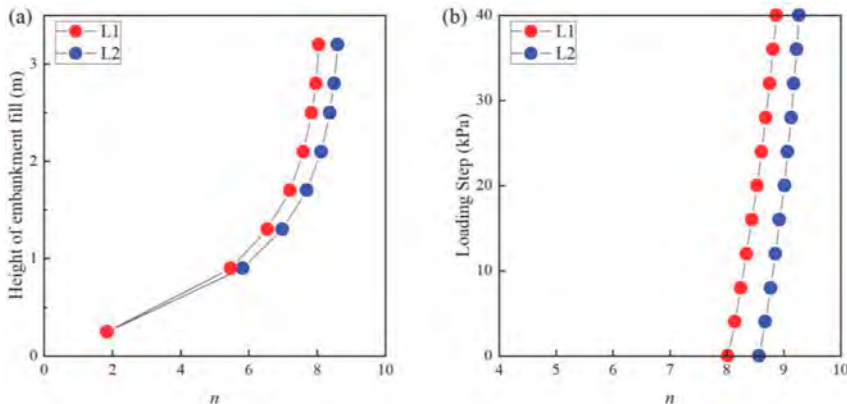 (a)
L1
L2
Height of embankment fill (m)
3
2
1
0
0 2 4 6 8 10
n
(b)
L1
L2
Loading Step (kPa)
40
30
20
10
0
4 5 6 7 8 9 10
n